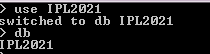 > use IPL2021
switched to db IPL2021
> db
IPL2021